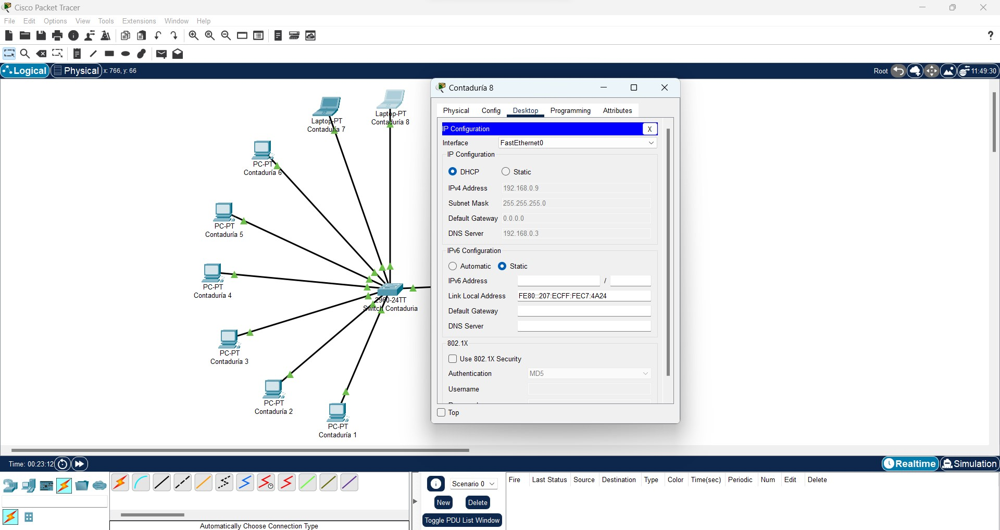 Cisco Packet Tracer
File Edit Options View Tools Extensions Window Help
?
Logical Physical x: 766, y: 66
Root 11:49:30
Laptop-PT
Contaduría 7
Laptop-PT
Contaduría 8
PC-PT
Contaduría 6
PC-PT
Contaduría 5
PC-PT
Contaduría 4
2960-24TT
Switch Contaduria
PC-PT
Contaduría 3
PC-PT
Contaduría 2
PC-PT
Contaduría 1
Contaduría 8
Physical Config Desktop Programming Attributes
IP Configuration X
Interface FastEthernet0
IP Configuration
DHCP Static
IPv4 Address 192.168.0.9
Subnet Mask 255.255.255.0
Default Gateway 0.0.0.0
DNS Server 192.168.0.3
IPv6 Configuration
Automatic Static
IPv6 Address /
Link Local Address FE80::207:ECFF:FEC7:4A24
Default Gateway
DNS Server
802.1X
Use 802.1X Security
Authentication MD5
Username
Top
Time: 00:23:12
Realtime Simulation
Scenario 0
New Delete
Toggle PDU List Window
Fire Last Status Source Destination Type Color Time(sec) Periodic Num Edit Delete
Automatically Choose Connection Type